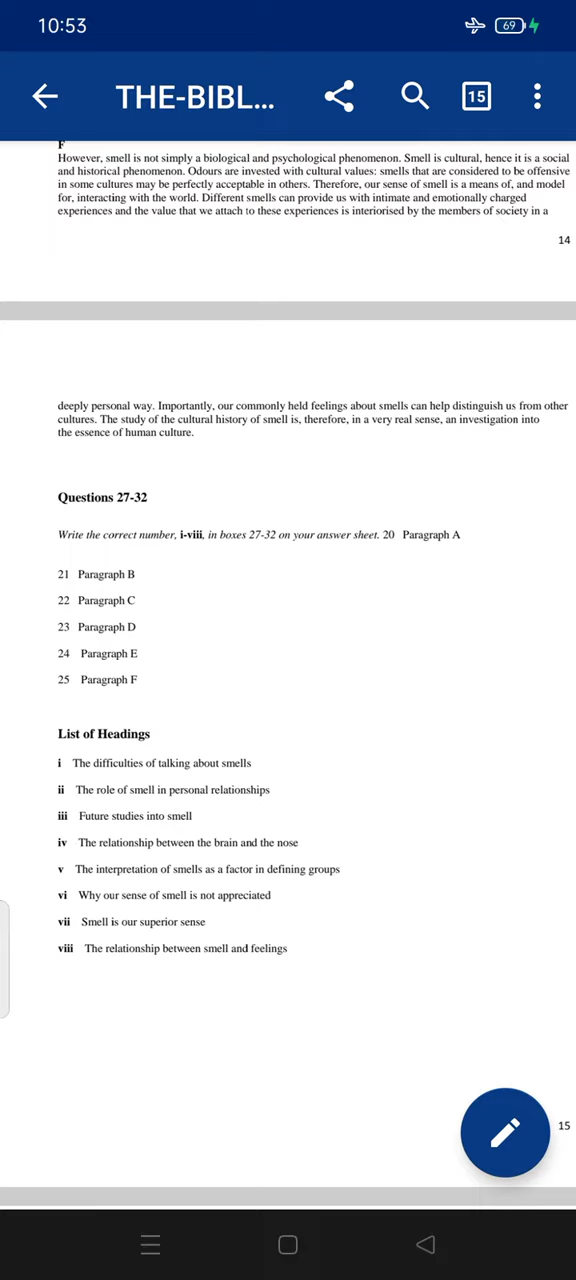 10:53
69
THE-BIBL...
15
F
However, smell is not simply a biological and psychological phenomenon. Smell is cultural, hence it is a social
and historical phenomenon. Odours are invested with cultural values: smells that are considered to be offensive
in some cultures may be perfectly acceptable in others. Therefore, our sense of smell is a means of, and model
for, interacting with the world. Different smells can provide us with intimate and emotionally charged
experiences and the value that we attach to these experiences is interiorised by the members of society in a
14
deeply personal way. Importantly, our commonly held feelings about smells can help distinguish us from other
cultures. The study of the cultural history of smell is, therefore, in a very real sense, an investigation into
the essence of human culture.
Questions 27-32
Write the correct number, i-viii, in boxes 27-32 on your answer sheet. 20 Paragraph A
21 Paragraph B
22 Paragraph C
23 Paragraph D
24 Paragraph E
25 Paragraph F
List of Headings
i The difficulties of talking about smells
ii The role of smell in personal relationships
iii Future studies into smell
iv The relationship between the brain and the nose
v The interpretation of smells as a factor in defining groups
vi Why our sense of smell is not appreciated
vii Smell is our superior sense
viii The relationship between smell and feelings
15